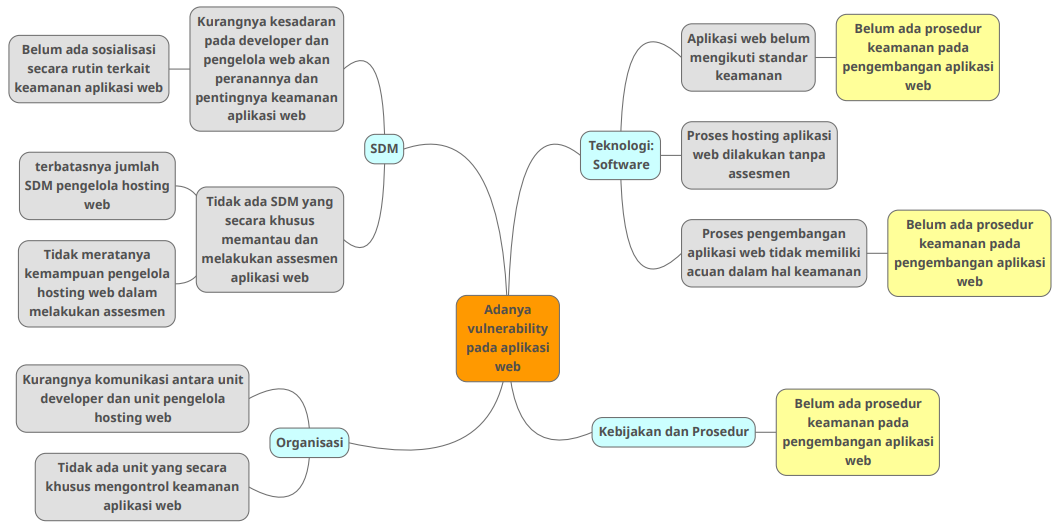 Kurangnya kesadaran
pada developer dan
pengelola web akan
peranannya dan
pentingnya keamanan
aplikasi web
Belum ada sosialisasi
secara rutin terkait
keamanan aplikasi web
SDM
terbatasnya jumlah
SDM pengelola hosting
web
Tidak ada SDM yang
secara khusus
memantau dan
melakukan assesmen
aplikasi web
Tidak meratanya
kemampuan pengelola
hosting web dalam
melakukan assesmen
Aplikasi web belum
mengikuti standar
keamanan
Belum ada prosedur
keamanan pada
pengembangan aplikasi
web
Teknologi:
Software
Proses hosting aplikasi
web dilakukan tanpa
assesmen
Proses pengembangan
aplikasi web tidak memiliki
acuan dalam hal keamanan
Belum ada prosedur
keamanan pada
pengembangan aplikasi
web
Adanya
vulnerability
pada aplikasi
web
Kurangnya komunikasi antara unit
developer dan unit pengelola
hosting web
Organisasi
Tidak ada unit yang secara
khusus mengontrol keamanan
aplikasi web
Kebijakan dan Prosedur
Belum ada prosedur
keamanan pada
pengembangan aplikasi
web